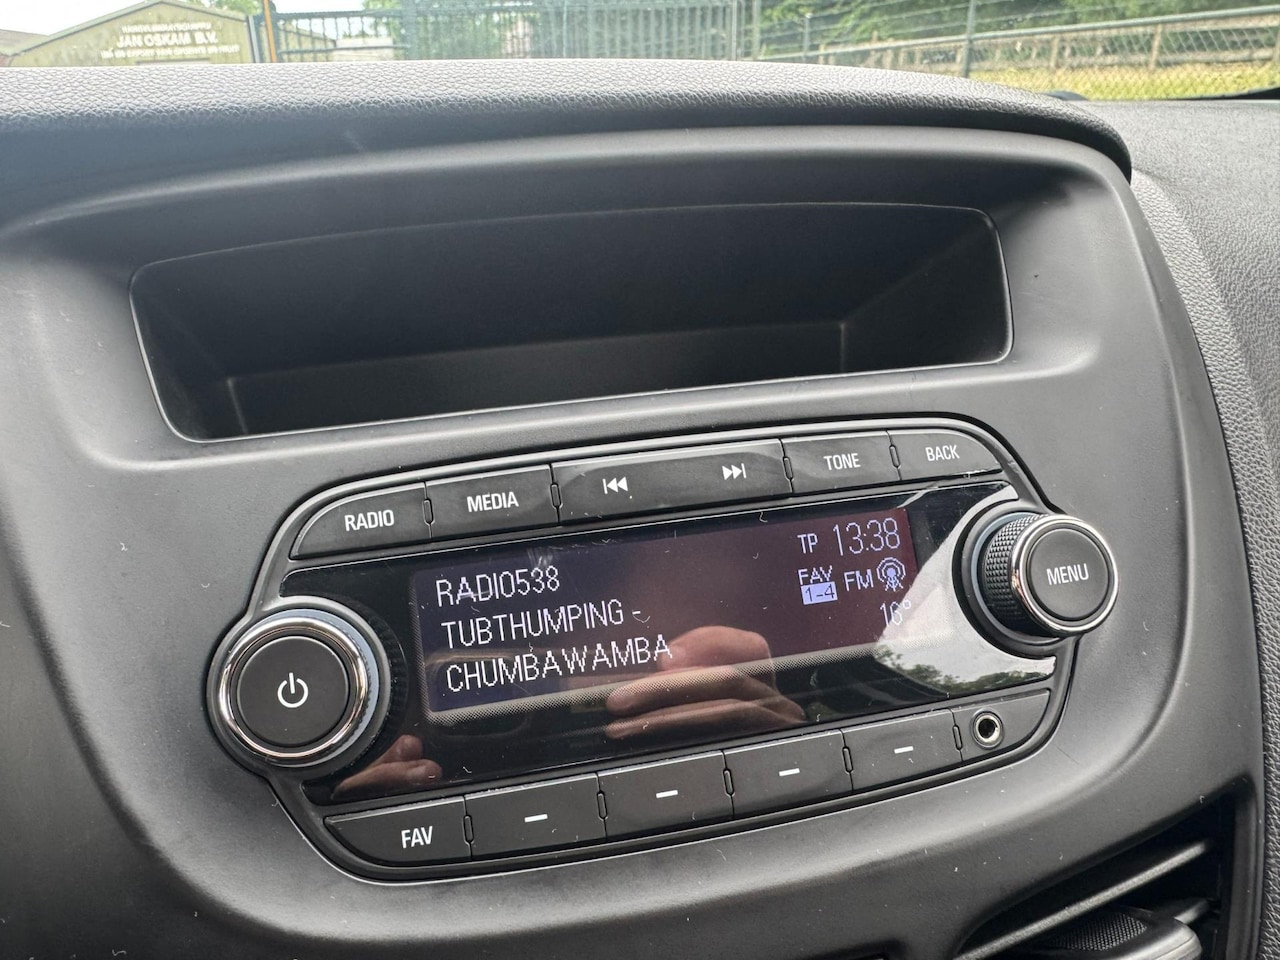 JAN OSKAM B.V.
RADIO
MEDIA
TONE
BACK
RADIO538
TUBTHUMPING -
CHUMBAWAMBA
TP 13:38
FAV
1-4
FM
16°
MENU
FAV